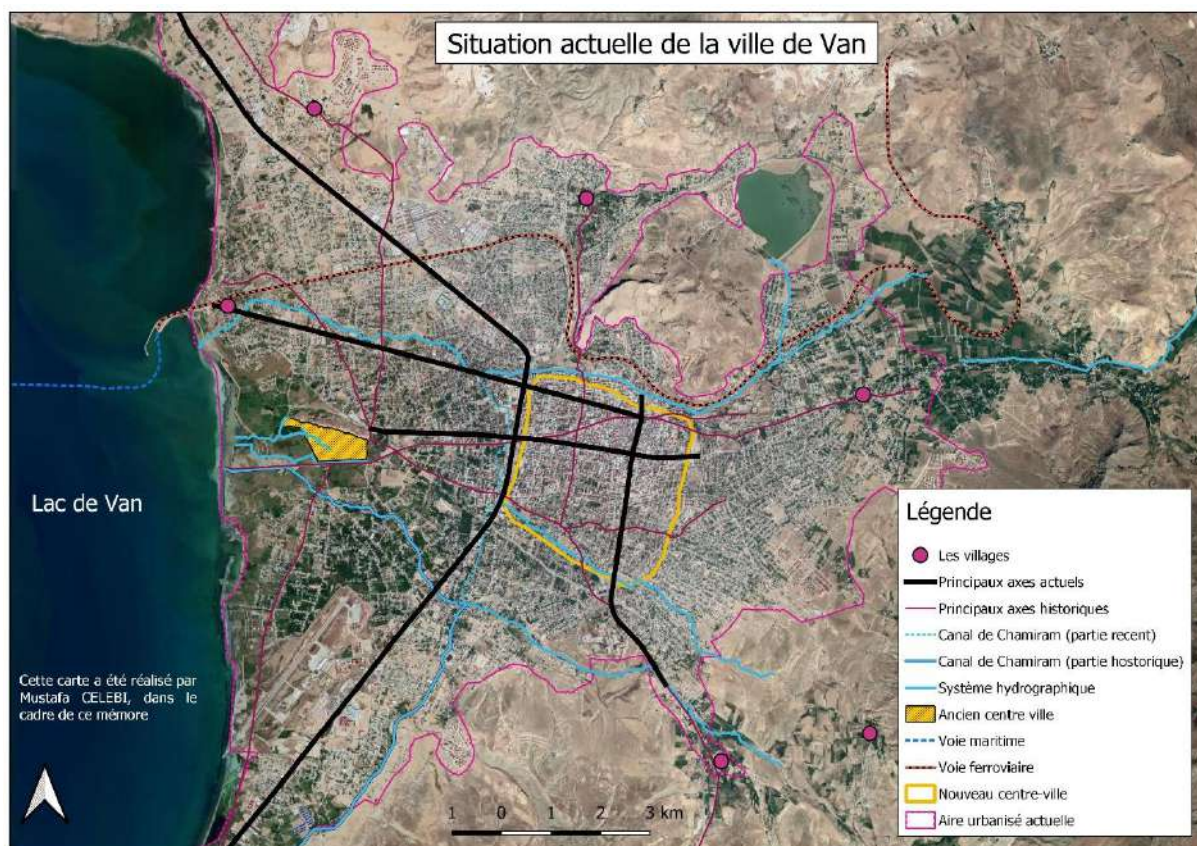 Situation actuelle de la ville de Van
Lac de Van
Cette carte a été réalisé par
Mustafa CELEBI, dans le
cadre de ce mémore
1 0 1 2 3 km
Légende
Les villages
Principaux axes actuels
Principaux axes historiques
Canal de Chamiram (partie recent)
Canal de Chamiram (partie hostorique)
Système hydrographique
Ancien centre ville
Voie maritime
Voie ferroviaire
Nouveau centre-ville
Aire urbanisé actuelle